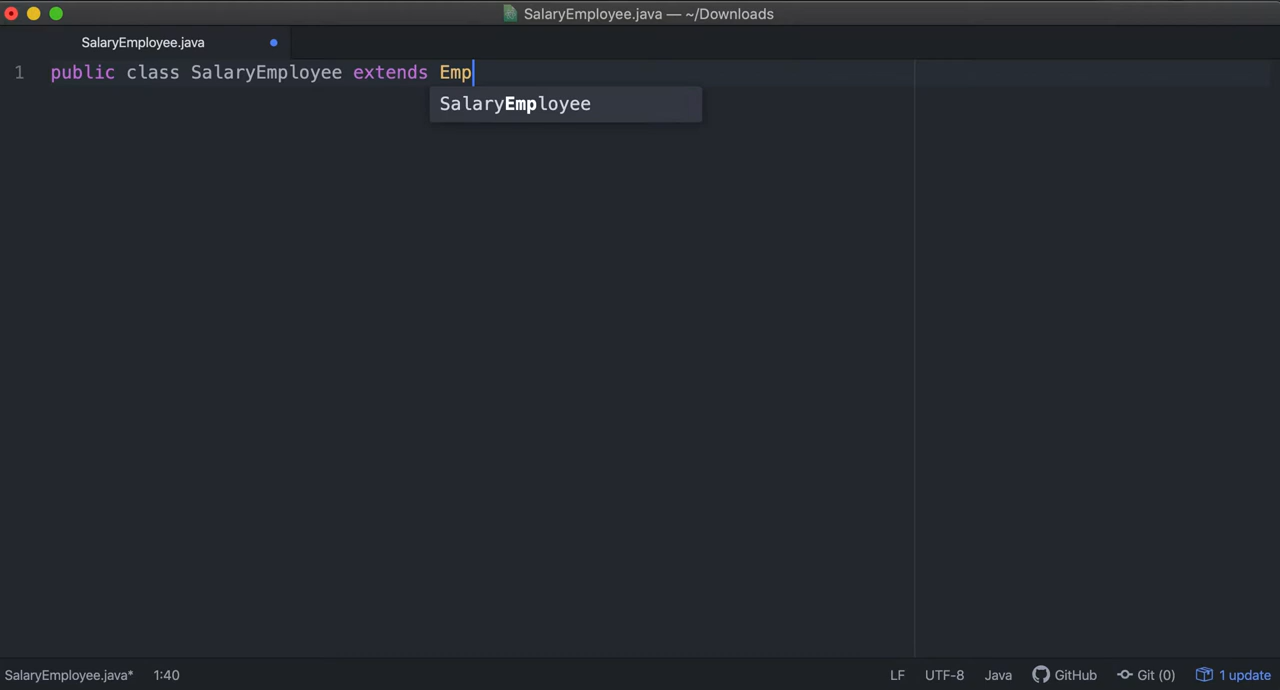 SalaryEmployee.java — ~/Downloads
SalaryEmployee.java
1 public class SalaryEmployee extends Emp
SalaryEmployee
SalaryEmployee.java* 1:40 LF UTF-8 Java GitHub Git (0) 1 update